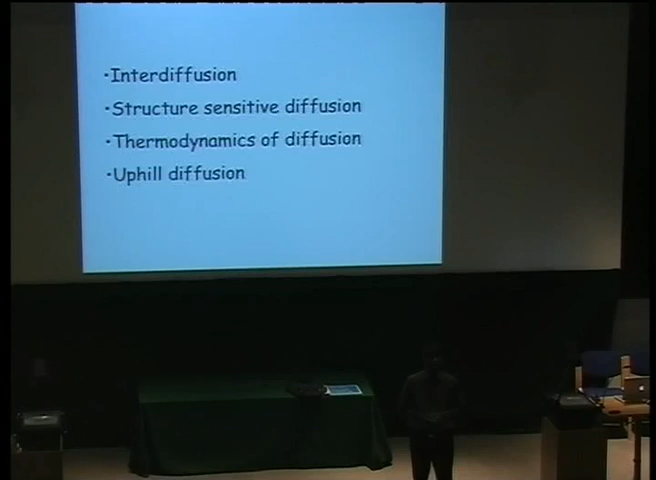 ·Interdiffusion
·Structure sensitive diffusion
·Thermodynamics of diffusion
·Uphill diffusion